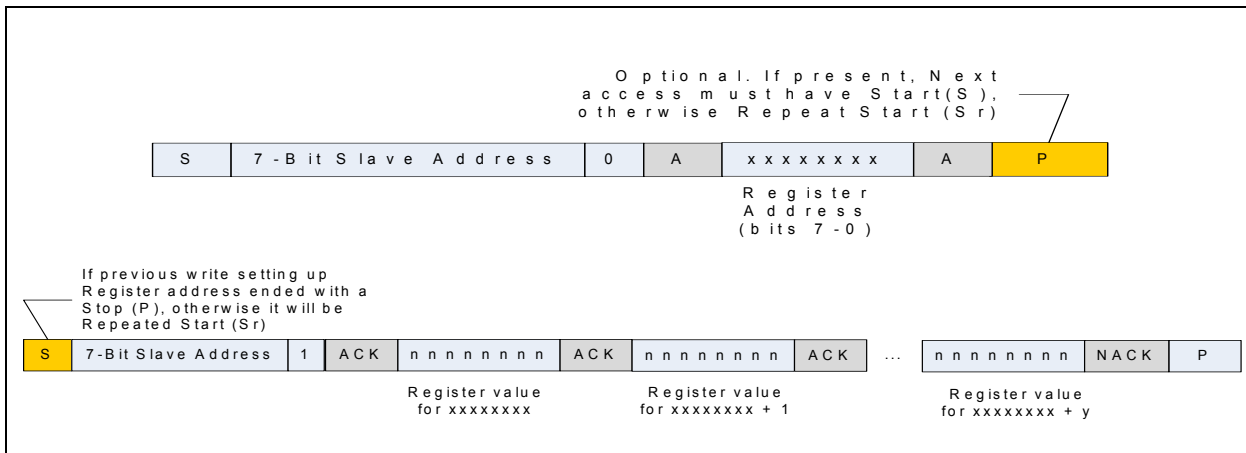 Optional. If present, Next
access must have Start(S),
otherwise Repeat Start (Sr)
S 7-Bit Slave Address 0 A xxxxxxxx A P
Register
Address
(bits 7-0)
If previous write setting up
Register address ended with a
Stop (P), otherwise it will be
Repeated Start (Sr)
S 7-Bit Slave Address 1 ACK nnnnnnnn ACK nnnnnnnn ACK ... nnnnnnnn NACK P
Register value
for xxxxxxxx
Register value
for xxxxxxxx + 1
Register value
for xxxxxxxx + y